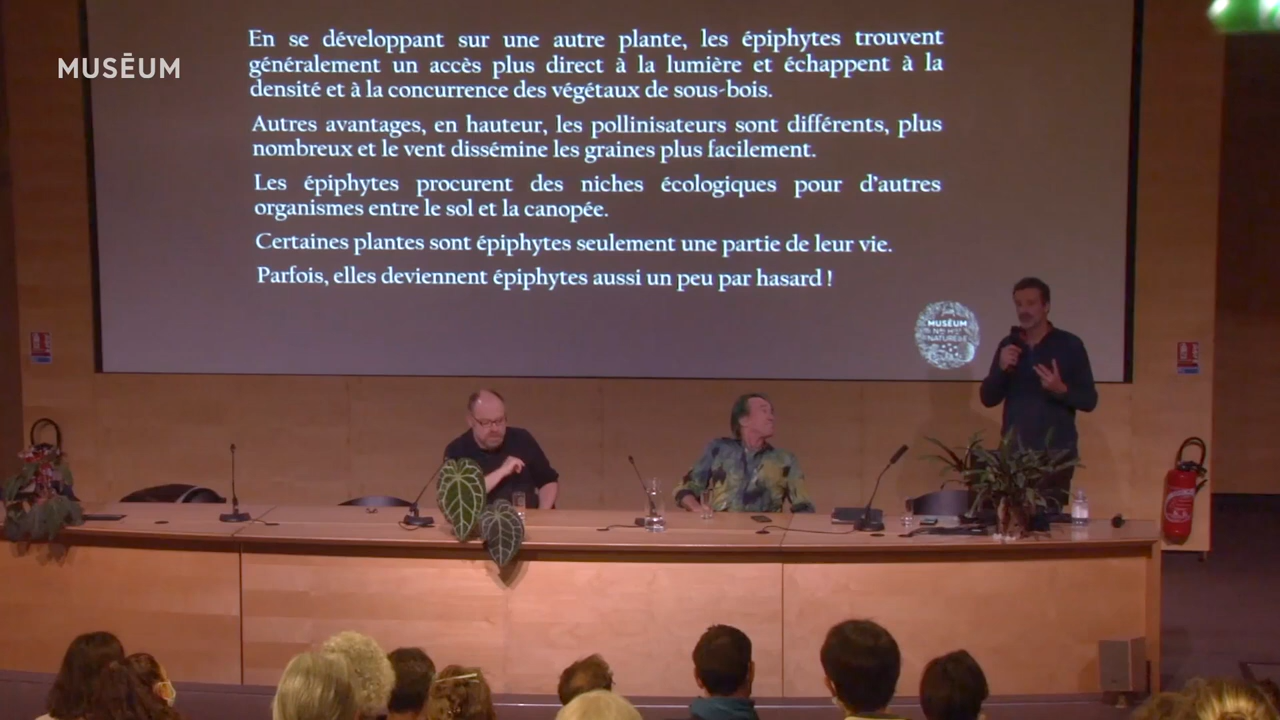 MUSĒUM
En se développant sur une autre plante, les épiphytes trouvent
généralement un accès plus direct à la lumière et échappent à la
densité et à la concurrence des végétaux de sous-bois.
Autres avantages, en hauteur, les pollinisateurs sont différents, plus
nombreux et le vent dissémine les graines plus facilement.
Les épiphytes procurent des niches écologiques pour d’autres
organismes entre le sol et la canopée.
Certaines plantes sont épiphytes seulement une partie de leur vie.
Parfois, elles deviennent épiphytes aussi un peu par hasard !
MUSÉUM